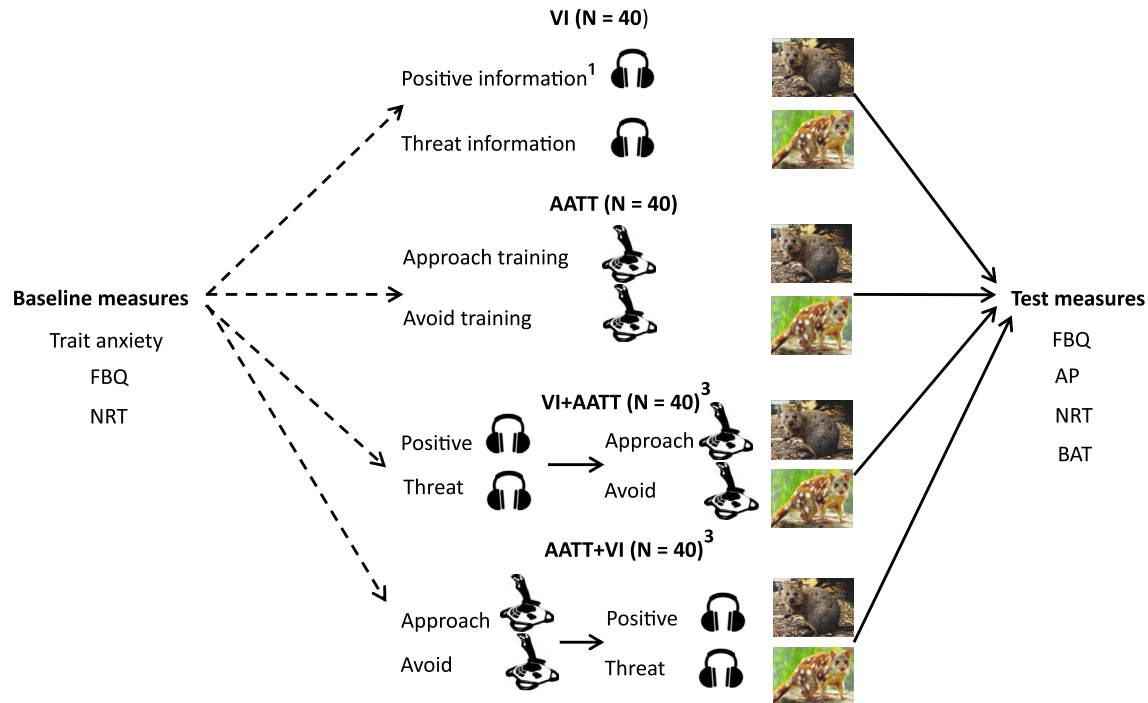 VI (N = 40)
Positive information1
Threat information
AATT (N = 40)
Approach training
Avoid training
Baseline measures
Trait anxiety
FBQ
NRT
VI+AATT (N = 40)3
Positive
Threat
Approach
Avoid
AATT+VI (N = 40)3
Approach
Avoid
Positive
Threat
Test measures
FBQ
AP
NRT
BAT